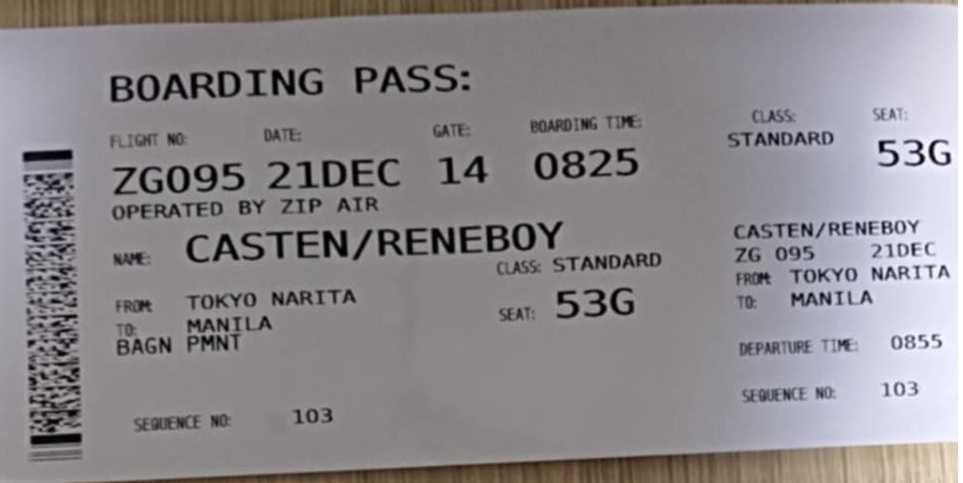 BOARDING PASS:
FLIGHT NO: DATE: GATE: BOARDING TIME: CLASS: SEAT:
ZG095 21DEC 14 0825 STANDARD 53G
OPERATED BY ZIP AIR
NAME: CASTEN/RENEBOY
CLASS: STANDARD
FROM: TOKYO NARITA
TO: MANILA
SEAT: 53G
BAGN PMNT
SEQUENCE NO: 103
CASTEN/RENEBOY
ZG 095 21DEC
FROM: TOKYO NARITA
TO: MANILA
DEPARTURE TIME: 0855
SEQUENCE NO: 103